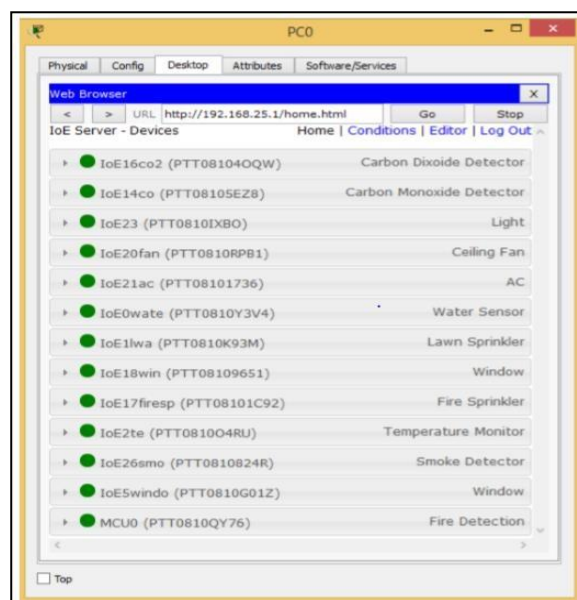 PC0
Physical Config Desktop Attributes Software/Services
Web Browser X
< > URL http://192.168.25.1/home.html Go Stop
IoE Server - Devices Home | Conditions | Editor | Log Out
IoE16co2 (PTT08104OQW) Carbon Dixoide Detector
IoE14co (PTT08105EZ8) Carbon Monoxide Detector
IoE23 (PTT0810IXBO) Light
IoE20fan (PTT0810RPB1) Ceiling Fan
IoE21ac (PTT08101736) AC
IoE0wate (PTT0810Y3V4) Water Sensor
IoE1lwa (PTT0810K93M) Lawn Sprinkler
IoE18win (PTT08109651) Window
IoE17firesp (PTT08101C92) Fire Sprinkler
IoE2te (PTT0810O4RU) Temperature Monitor
IoE26smo (PTT0810824R) Smoke Detector
IoE5windo (PTT0810G01Z) Window
MCU0 (PTT0810QY76) Fire Detection
Top